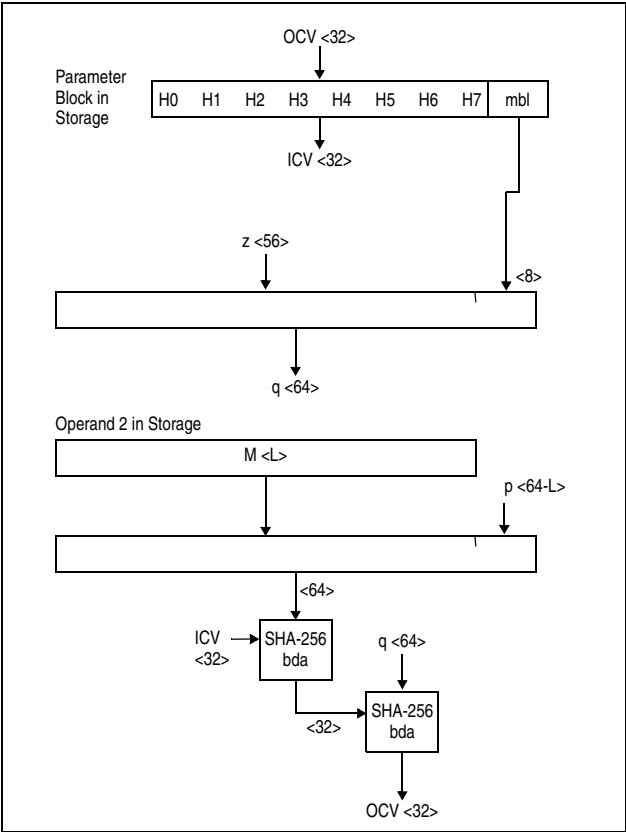 OCV <32>
Parameter
Block in
Storage
H0 H1 H2 H3 H4 H5 H6 H7 mbl
ICV <32>
z <56>
<8>
q <64>
Operand 2 in Storage
M <L>
p <64-L>
<64>
ICV
<32>
SHA-256
bda
q <64>
<32>
SHA-256
bda
OCV <32>